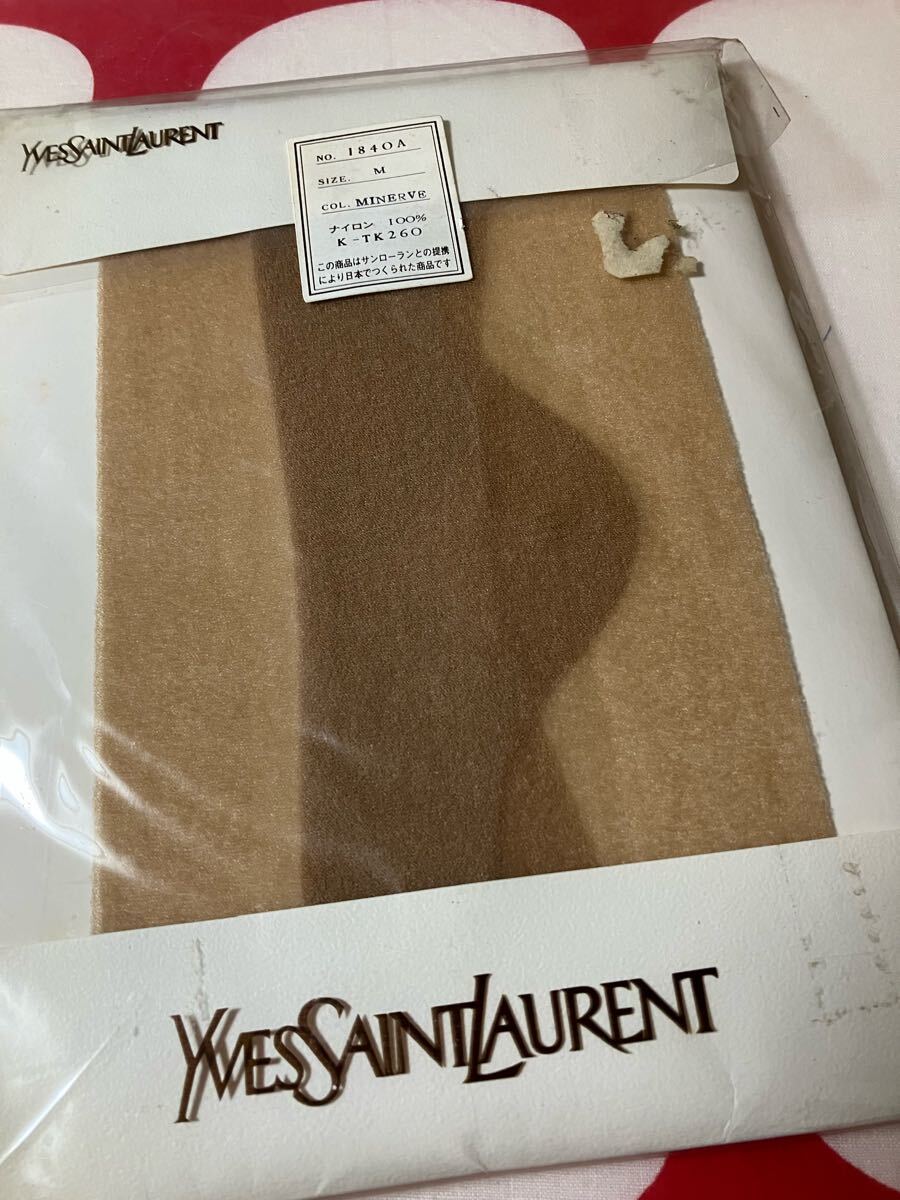 YVESSAINTLAURENT
NO. 1840A
SIZE. M
COL. MINERVE
ナイロン 100%
K-TK260
この商品はサンローランとの提携
により日本でつくられた商品です
YVESSAINTLAURENT